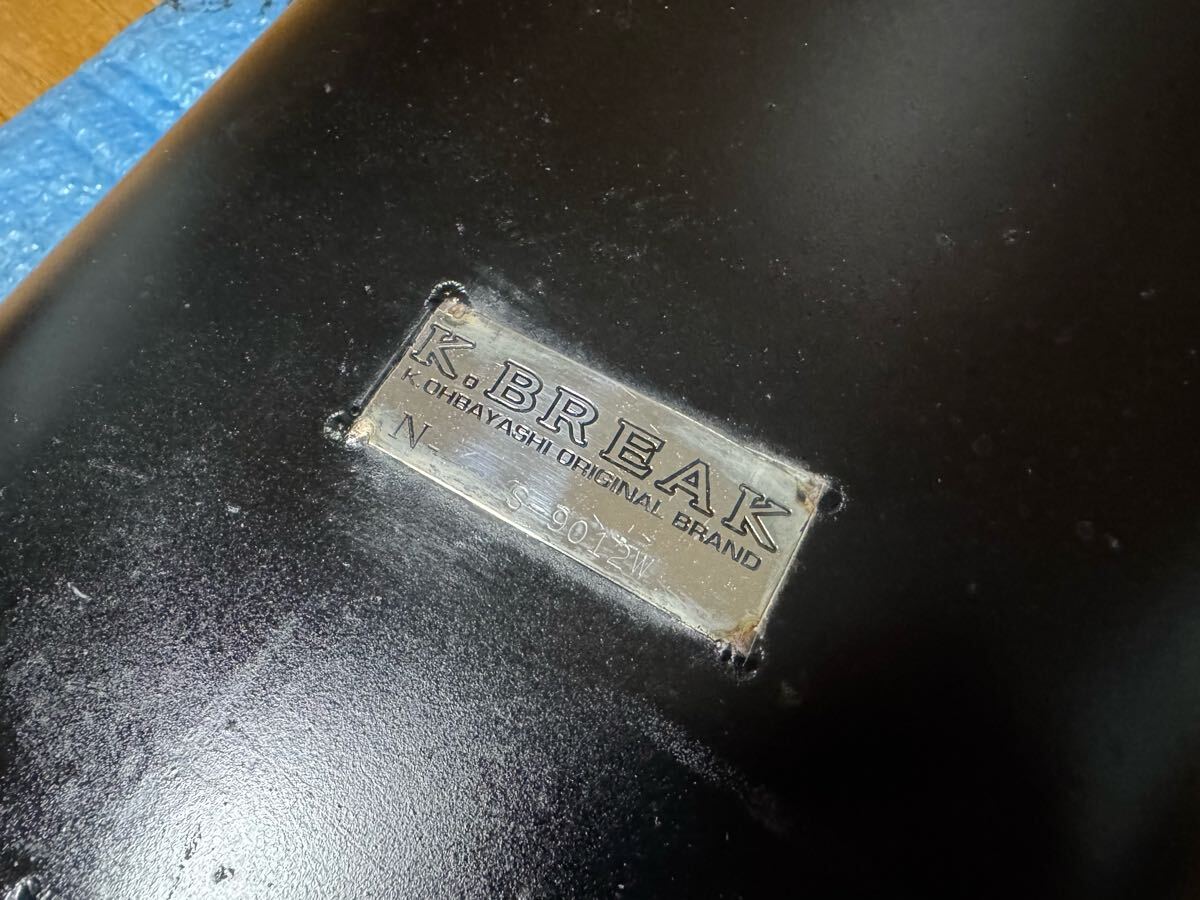 K.BREAK
K.OHBAYASHI ORIGINAL BRAND
N-
S-9012W